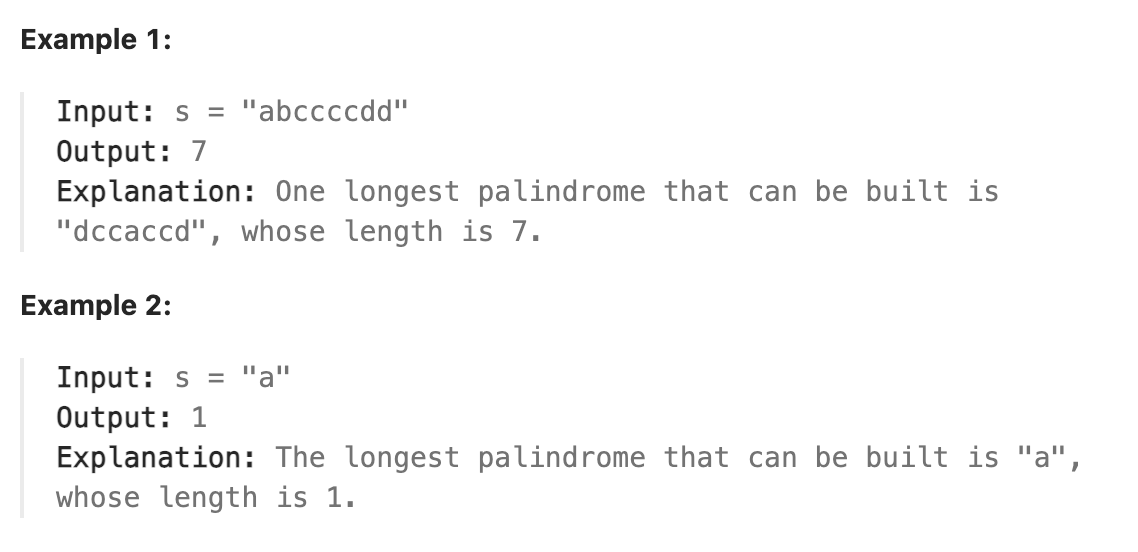 Example 1:
Input: s = "abccccdd"
Output: 7
Explanation: One longest palindrome that can be built is
"dccaccd", whose length is 7.
Example 2:
Input: s = "a"
Output: 1
Explanation: The longest palindrome that can be built is "a",
whose length is 1.